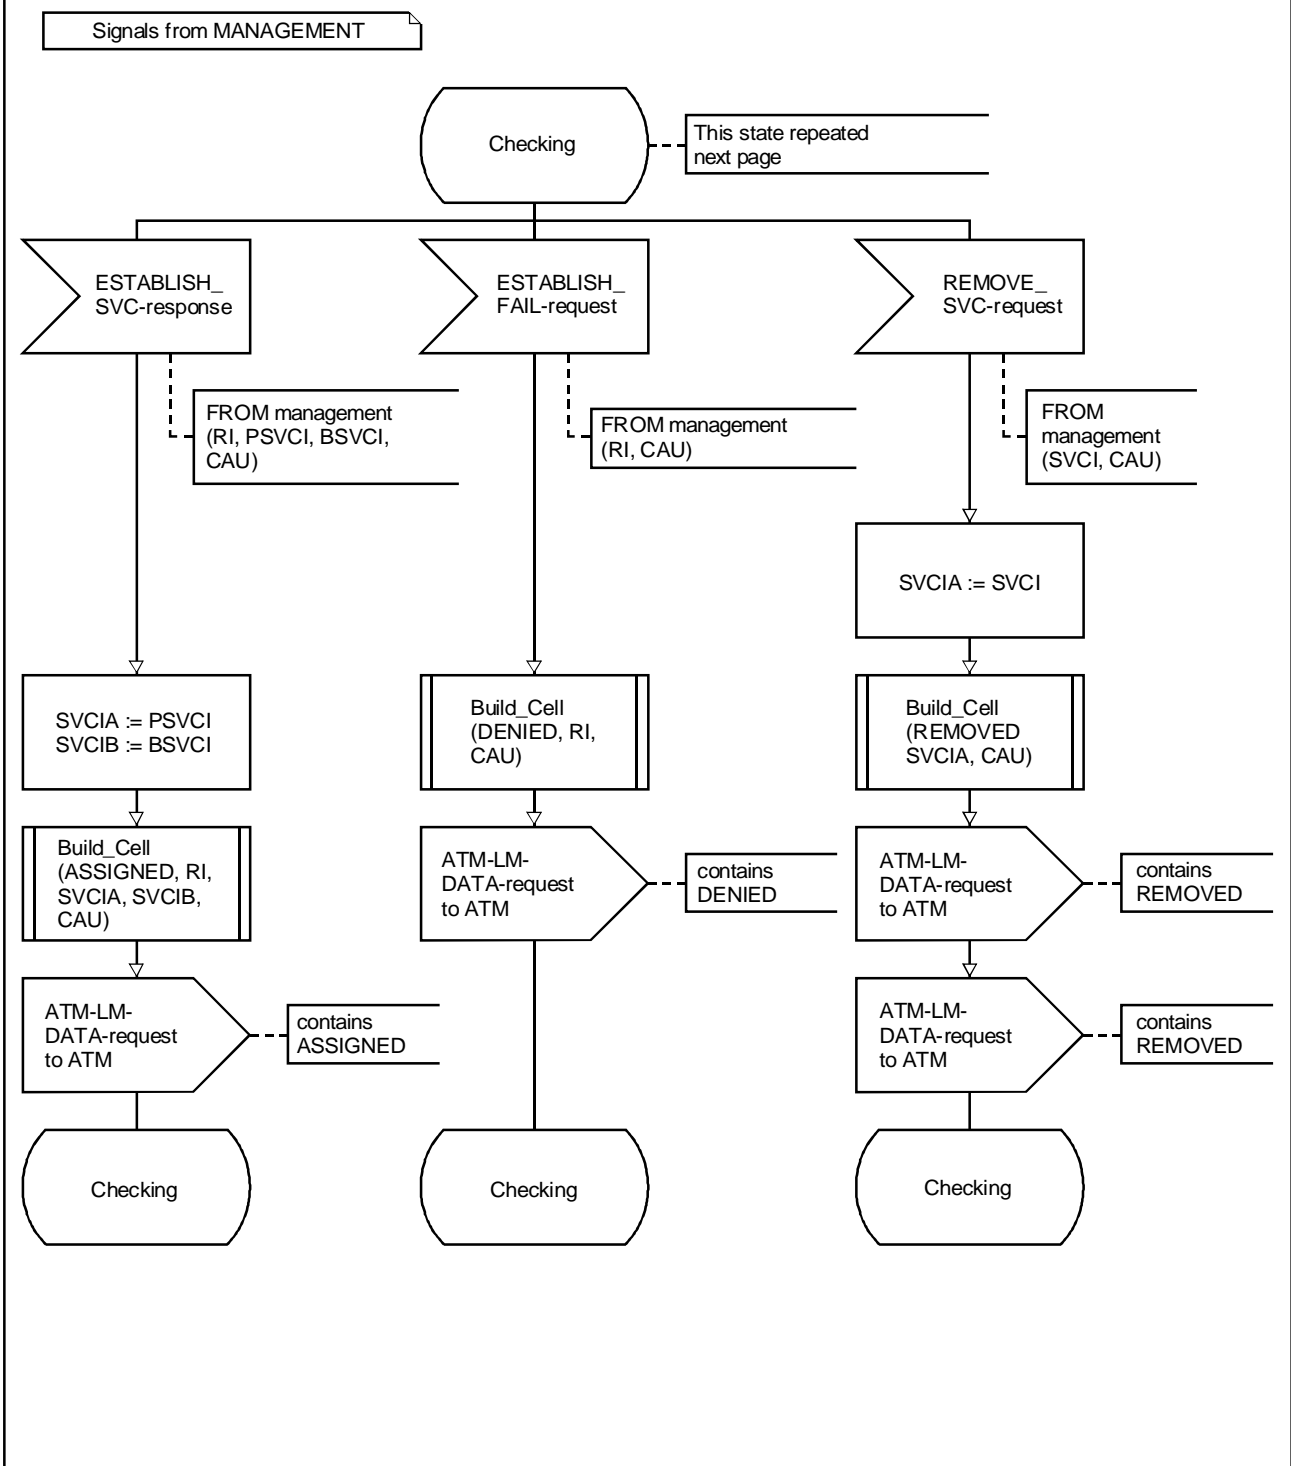 Signals from MANAGEMENT
Checking
This state repeated
next page
ESTABLISH_
SVC-response
ESTABLISH_
FAIL-request
REMOVE_
SVC-request
FROM management
(RI, PSVCI, BSVCI,
CAU)
FROM management
(RI, CAU)
FROM
management
(SVCI, CAU)
SVCIA := SVCI
SVCIA := PSVCI
SVCIB := BSVCI
Build_Cell
(DENIED, RI,
CAU)
Build_Cell
(REMOVED
SVCIA, CAU)
Build_Cell
(ASSIGNED, RI,
SVCIA, SVCIB,
CAU)
ATM-LM-
DATA-request
to ATM
contains
DENIED
ATM-LM-
DATA-request
to ATM
contains
REMOVED
ATM-LM-
DATA-request
to ATM
contains
ASSIGNED
ATM-LM-
DATA-request
to ATM
contains
REMOVED
Checking
Checking
Checking